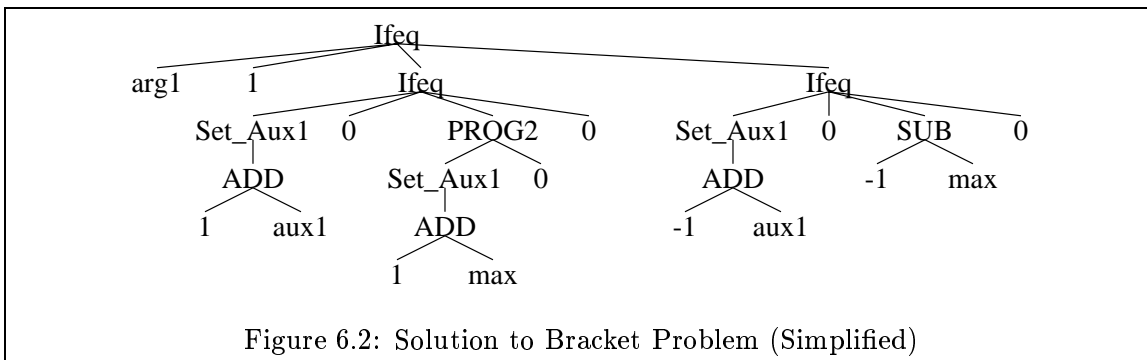 Ifeq
arg1 1 Ifeq Ifeq
Set_Aux1 0 PROG2 0 Set_Aux1 0 SUB 0
ADD Set_Aux1 0 ADD -1 max
1 aux1 ADD -1 aux1
1 max
Figure 6.2: Solution to Bracket Problem (Simplified)